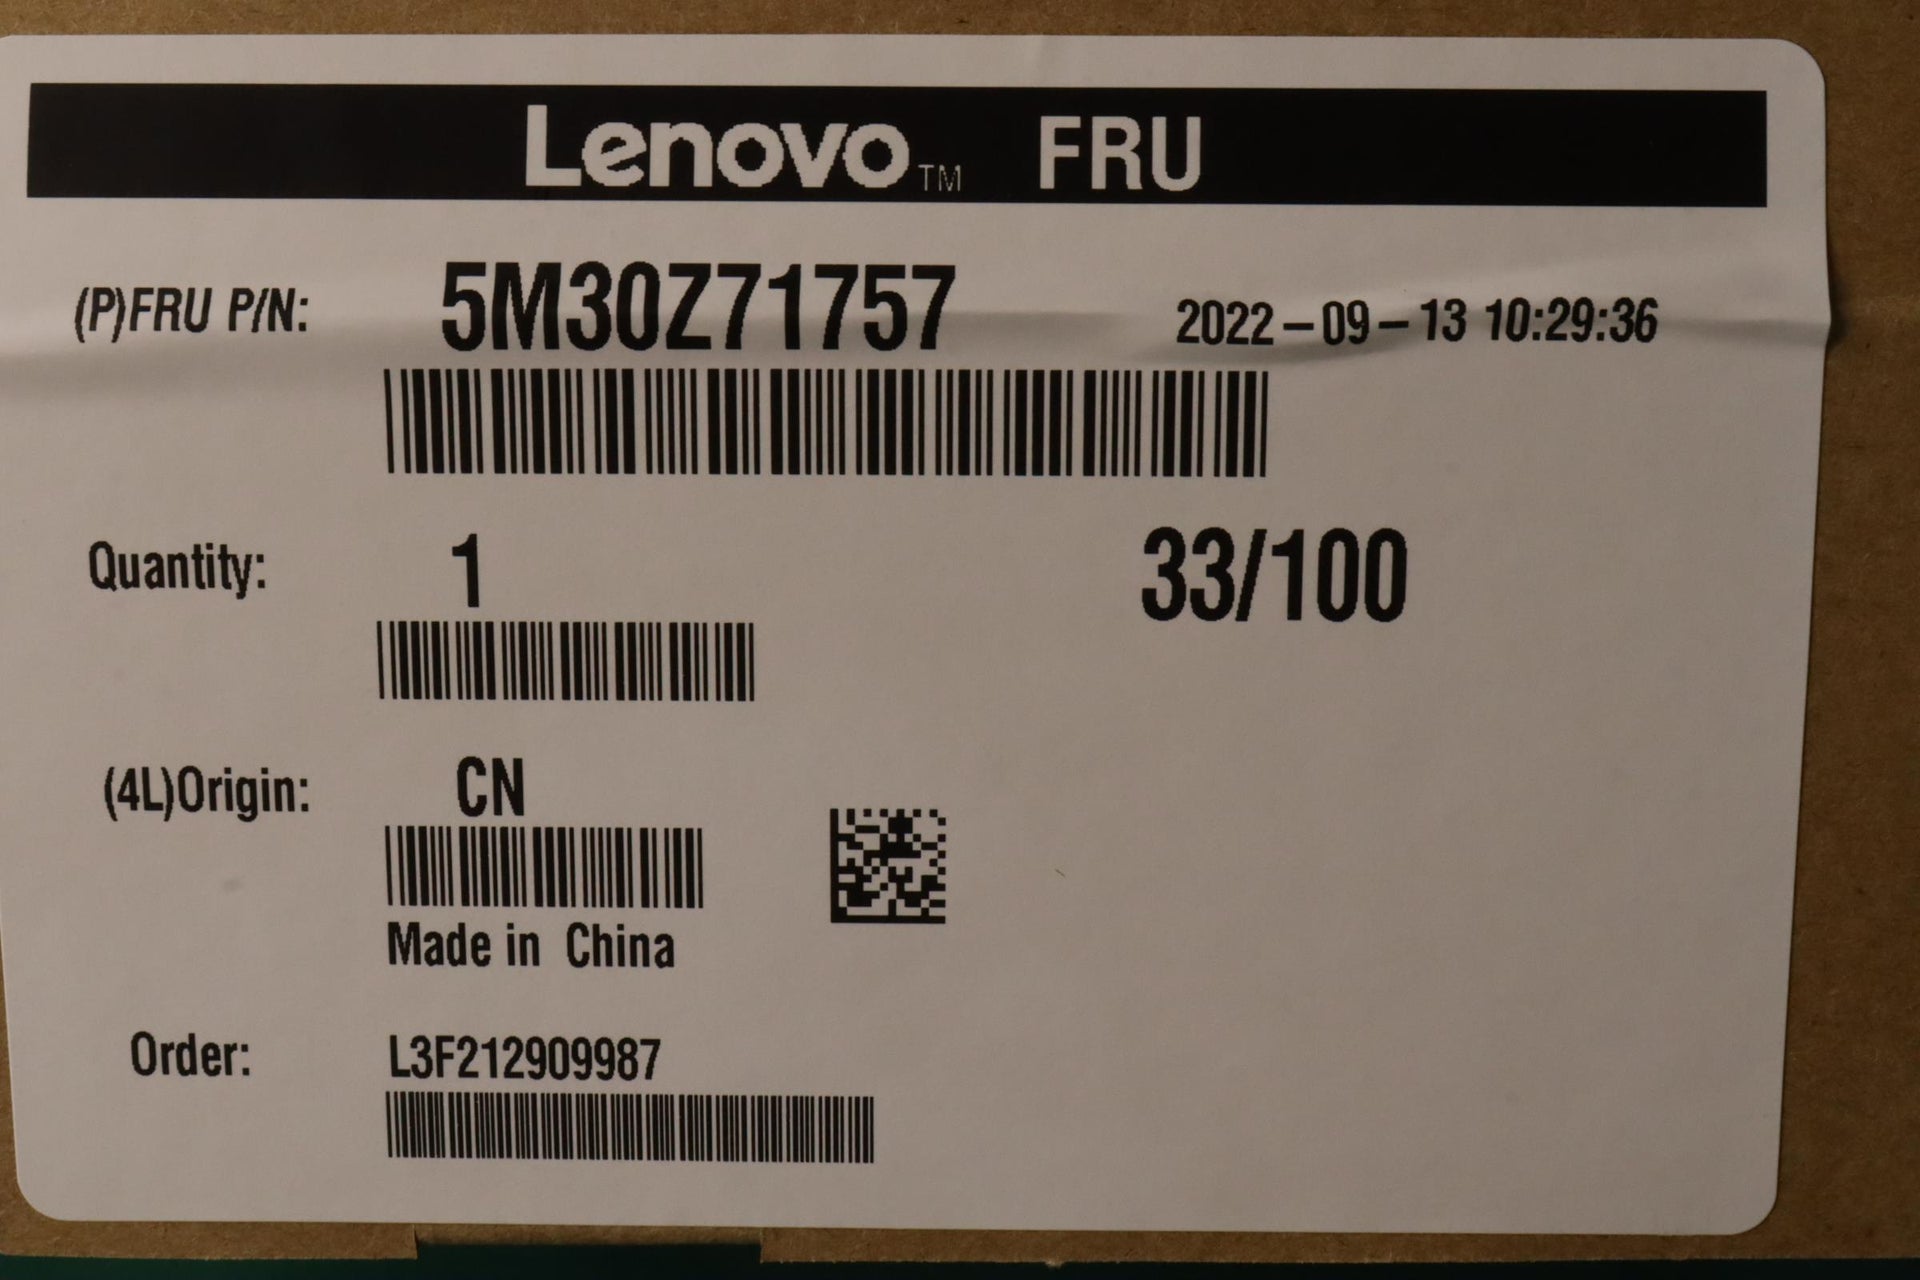 Lenovo™ FRU
(P)FRU P/N: 5M30Z71757 2022-09-13 10:29:36
Quantity: 1 33/100
(4L)Origin: CN
Made in China
Order: L3F212909987